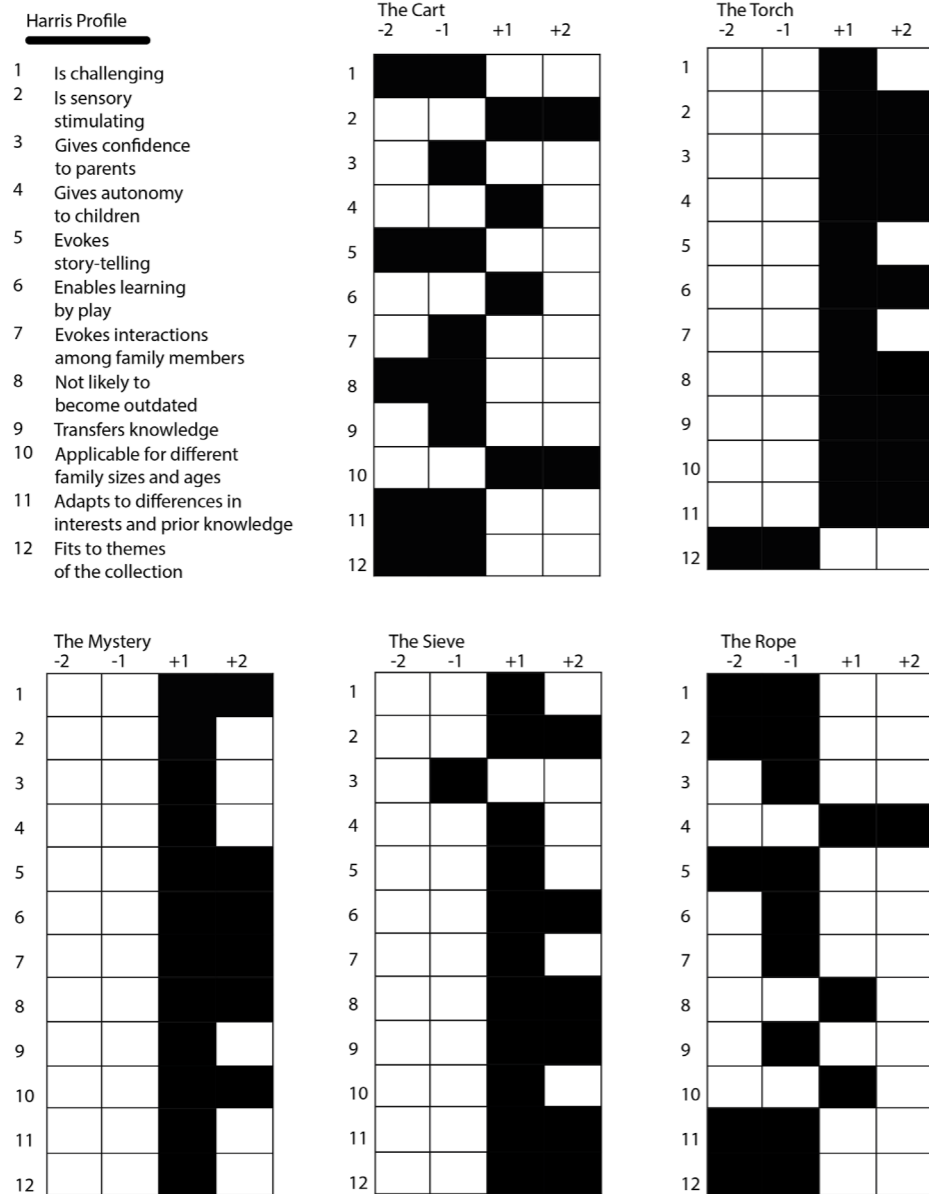 Harris Profile
1 Is challenging
2 Is sensory
stimulating
3 Gives confidence
to parents
4 Gives autonomy
to children
5 Evokes
story-telling
6 Enables learning
by play
7 Evokes interactions
among family members
8 Not likely to
become outdated
9 Transfers knowledge
10 Applicable for different
family sizes and ages
11 Adapts to differences in
interests and prior knowledge
12 Fits to themes
of the collection
The Cart
-2 -1 +1 +2
1
2
3
4
5
6
7
8
9
10
11
12
The Torch
-2 -1 +1 +2
1
2
3
4
5
6
7
8
9
10
11
12
The Mystery
-2 -1 +1 +2
1
2
3
4
5
6
7
8
9
10
11
12
The Sieve
-2 -1 +1 +2
1
2
3
4
5
6
7
8
9
10
11
12
The Rope
-2 -1 +1 +2
1
2
3
4
5
6
7
8
9
10
11
12